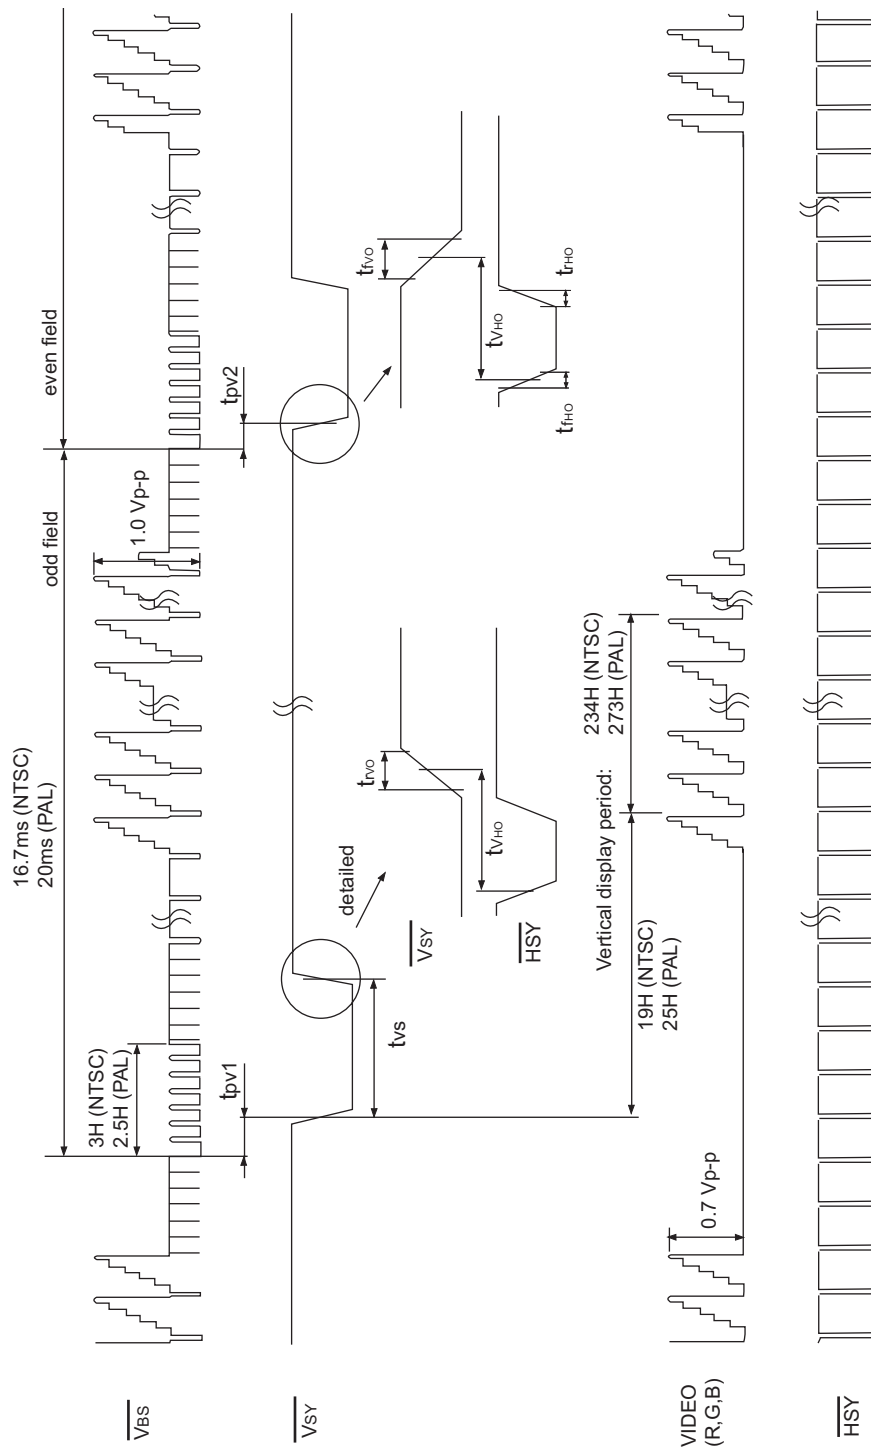 16.7ms (NTSC)
20ms (PAL)
odd field
even field
3H (NTSC)
2.5H (PAL)
1.0 Vp-p
VBS
tpv1
tpv2
VSY
tvs
detailed
VSY
trvo
tVHO
HSY
tfvo
tVHO
tfHO
trHO
19H (NTSC)
25H (PAL)
Vertical display period:
234H (NTSC)
273H (PAL)
0.7 Vp-p
VIDEO
(R,G,B)
HSY